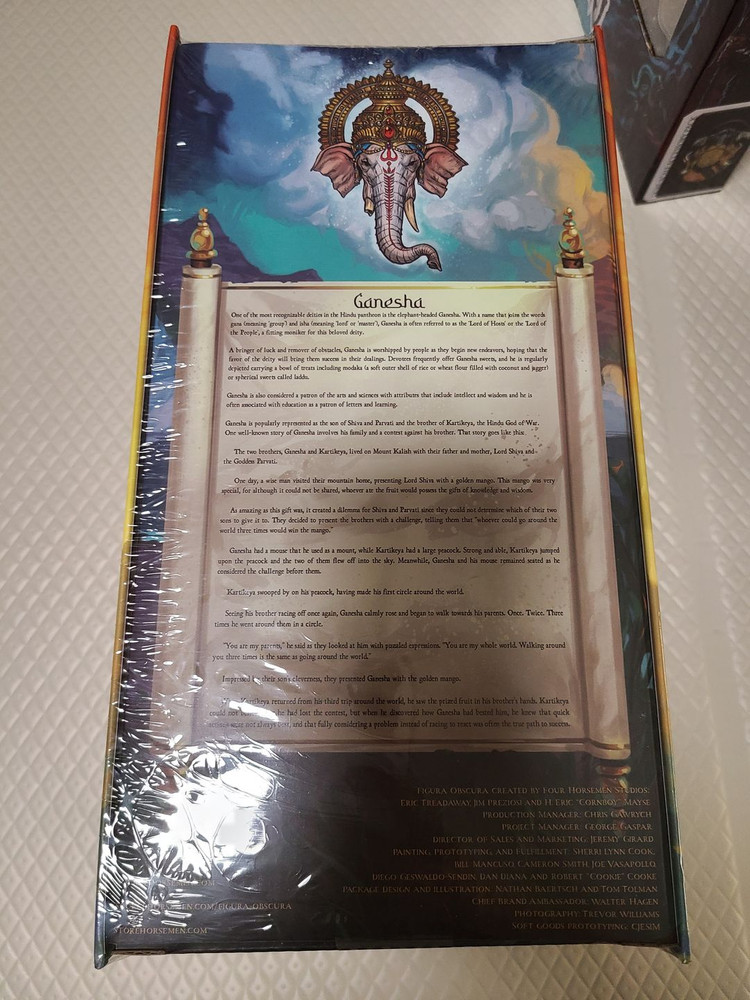 Ganesha
One of the most recognizable deities in the Hindu pantheon is the elephant-headed Ganesha. With a name that joins the words
gana (meaning 'group') and isha (meaning 'lord' or 'master'), Ganesha is often referred to as the 'Lord of Hosts' or the 'Lord of
the People', a fitting moniker for this beloved deity.
A bringer of luck and remover of obstacles, Ganesha is worshipped by people as they begin new endeavors, hoping that the
favor of the deity will bring them success in their dealings. Devotees frequently offer Ganesha sweets, and he is regularly
depicted carrying a bowl of treats including modaka (a soft outer shell of rice or wheat flour filled with coconut and jaggery)
or spherical sweets called laddu.
Ganesha is also considered a patron of the arts and sciences with attributes that include intellect and wisdom and he is
often associated with education as a patron of letters and learning.
Ganesha is popularly represented as the son of Shiva and Parvati and the brother of Kartikeya, the Hindu God of War.
One well-known story of Ganesha involves his family and a contest against his brother. That story goes like this:
The two brothers, Ganesha and Kartikeya, lived on Mount Kailash with their father and mother, Lord Shiva and
the Goddess Parvati.
One day, a wise man visited their mountain home, presenting Lord Shiva with a golden mango. This mango was very
special, for although it could not be shared, whoever ate the fruit would possess the gifts of knowledge and wisdom.
As amazing as this gift was, it created a dilemma for Shiva and Parvati since they could not determine which of their two
sons to give it to. They decided to present the brothers with a challenge, telling them that "whoever could go around the
world three times would win the mango."
Ganesha had a mouse that he used as a mount, while Kartikeya had a large peacock. Strong and able, Kartikeya jumped
upon the peacock and the two of them flew off into the sky. Meanwhile, Ganesha and his mouse remained seated as he
considered the challenge before them.
Kartikeya swooped by on his peacock, having made his first circle around the world.
Seeing his brother racing off once again, Ganesha calmly rose and began to walk towards his parents. Once. Twice. Three
times he went around them in a circle.
"You are my parents," he said as they looked at him with puzzled expressions. "You are my whole world. Walking around
you three times is the same as going around the world."
Impressed by their son's cleverness, they presented Ganesha with the golden mango.
When Kartikeya returned from his third trip around the world, he saw the prized fruit in his brother's hands. Kartikeya
could not he had lost the contest, but when he discovered how Ganesha had bested him, he knew that quick
was not always best, and that fully considering a problem instead of racing to react was often the true path to success.
Figura Obscura created by Four Horsemen Studios:
Eric Treadaway, Jim Preziosi and H. Eric "Cornboy" Mayse
Production Manager: Chris Gawrych
Project Manager: George Gaspar
Director of Sales and Marketing: Jeremy Girard
Painting, Prototyping, and Fulfillment: Sherri Lynn Cook,
Bill Mancuso, Cameron Smith, Joe Vasapollo,
Diego Geswaldo-Sendin, Dan Diana and Robert "Cookie" Cooke
Package Design and Illustration: Nathan Baertsch and Tom Tolman
Chief Brand Ambassador: Walter Hagen
Photography: Trevor Williams
Soft Goods Prototyping: CJESIM
horsemen.com/figura-obscura
storehorsemen.com